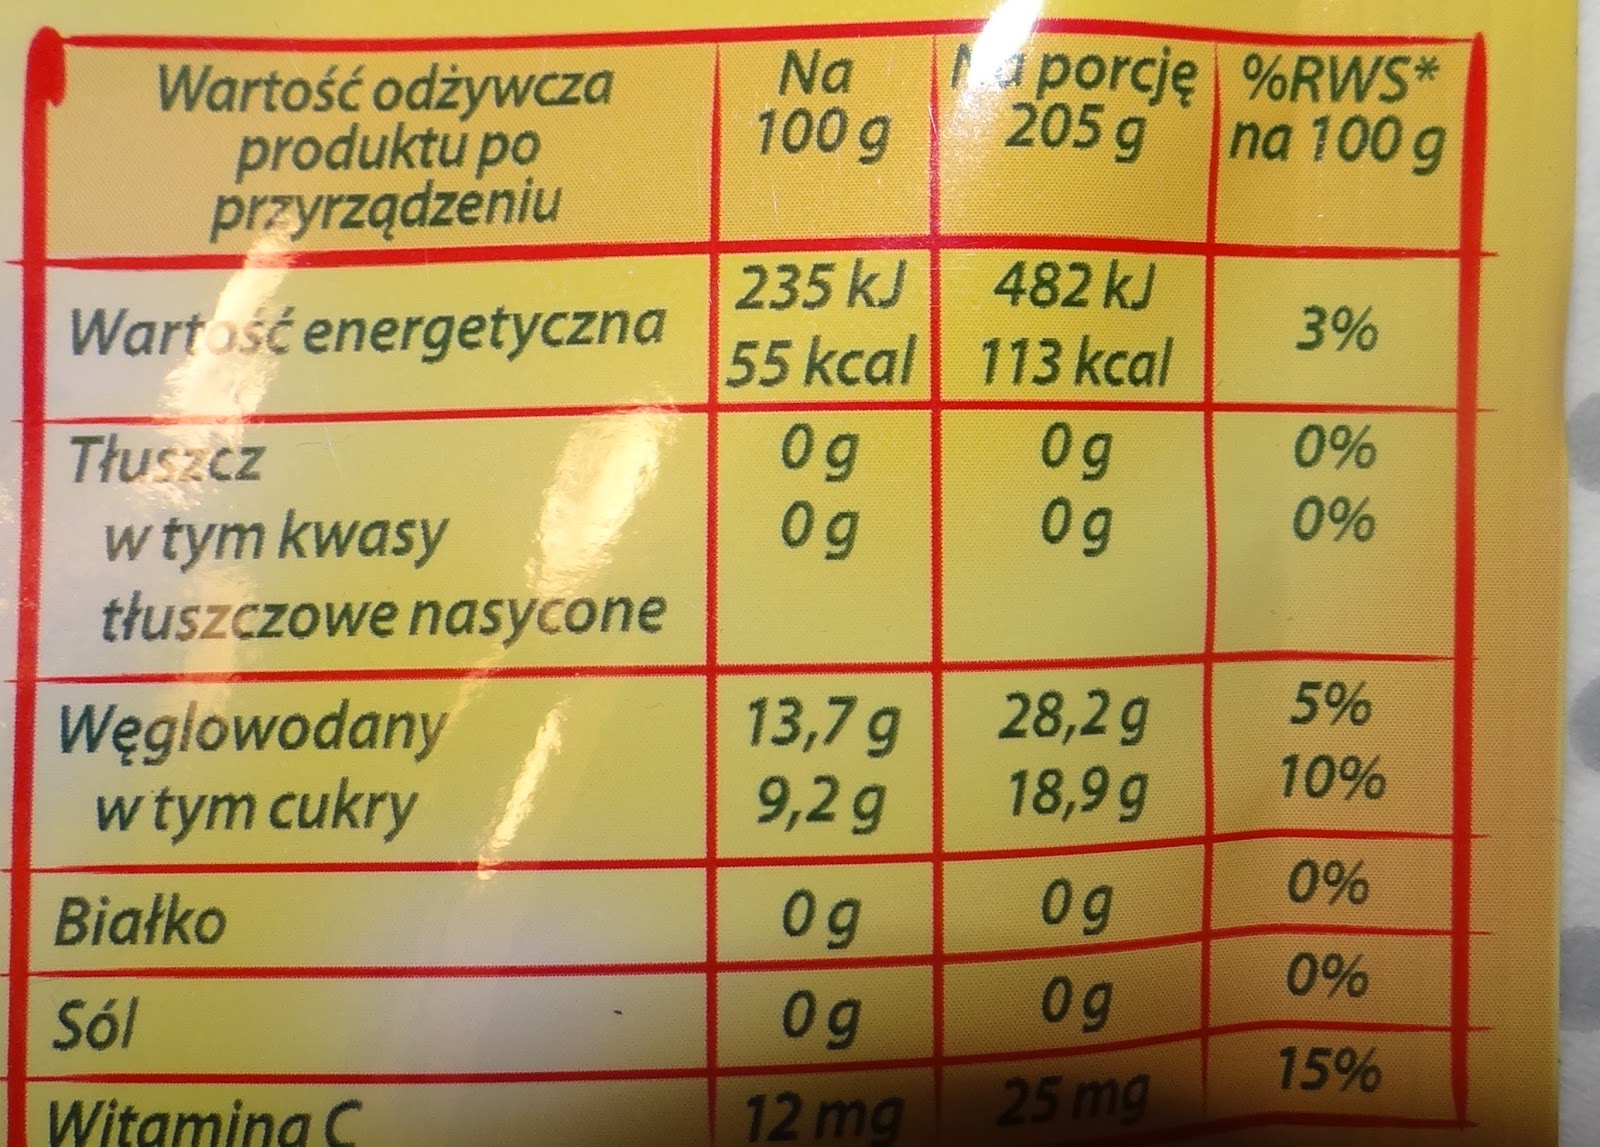 Wartość odżywcza produktu po przyrządzeniu Na 100 g Na porcję 205 g %RWS* na 100 g
Wartość energetyczna 235 kJ 482 kJ 3%
55 kcal 113 kcal
Tłuszcz 0 g 0 g 0%
w tym kwasy 0 g 0 g 0%
tłuszczowe nasycone
Węglowodany 13,7 g 28,2 g 5%
w tym cukry 9,2 g 18,9 g 10%
Białko 0 g 0 g 0%
Sól 0 g 0 g 0%
Witamina C 12 mg 25 mg 15%